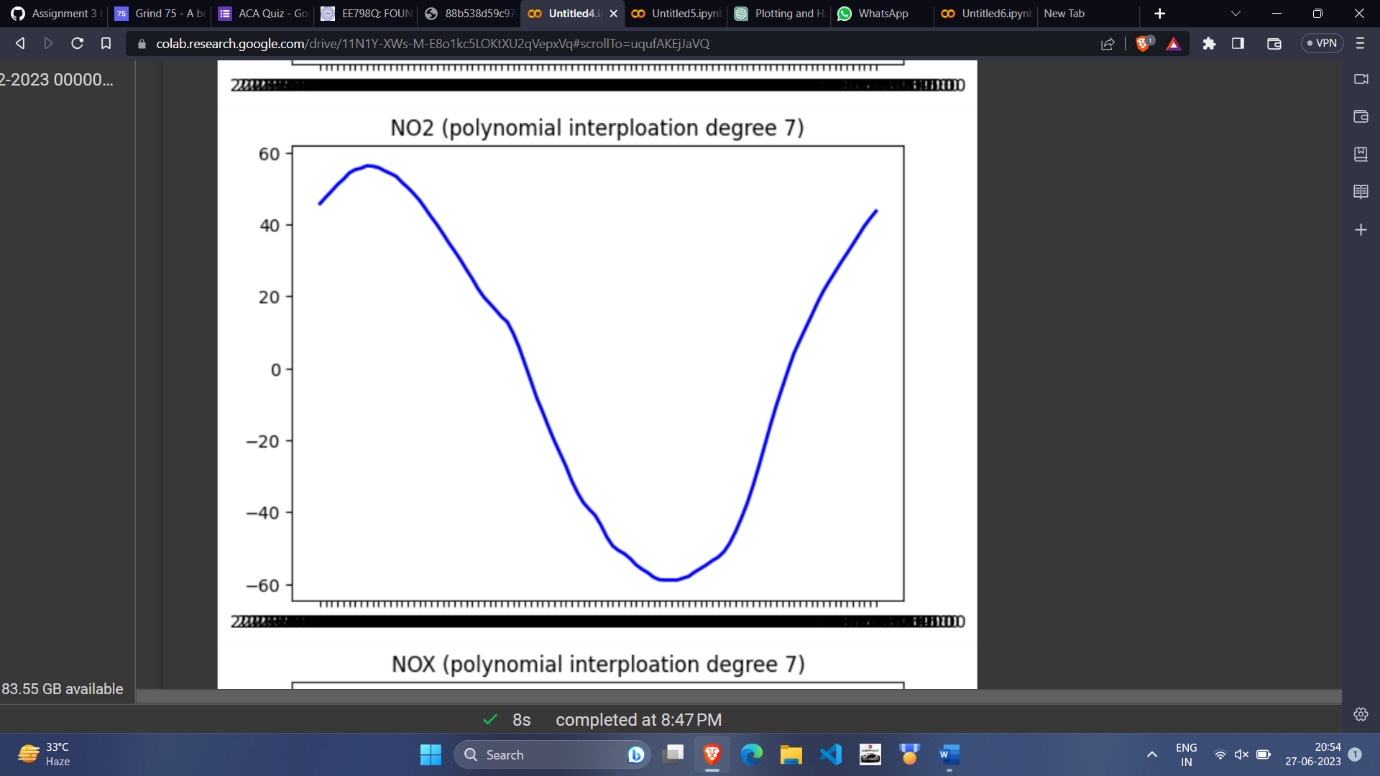 Assignment 3
Grind 75 - A b
ACA Quiz - Go
EE798Q: FOUN
88b538d59c97
Untitled4.i
Untitled5.ipynb
Plotting and H
WhatsApp
Untitled6.ipynb
New Tab
colab.research.google.com/drive/11N1Y-XWs-M-E8o1kc5LOKtXU2qVepxVq#scrollTo=uqufAKEjJaVQ
1
VPN
2-2023 00000...
NO2 (polynomial interploation degree 7)
60
40
20
0
−20
−40
−60
NOX (polynomial interploation degree 7)
83.55 GB available
8s completed at 8:47 PM
33°C
Haze
Search
ENG
IN
20:54
27-06-2023
1